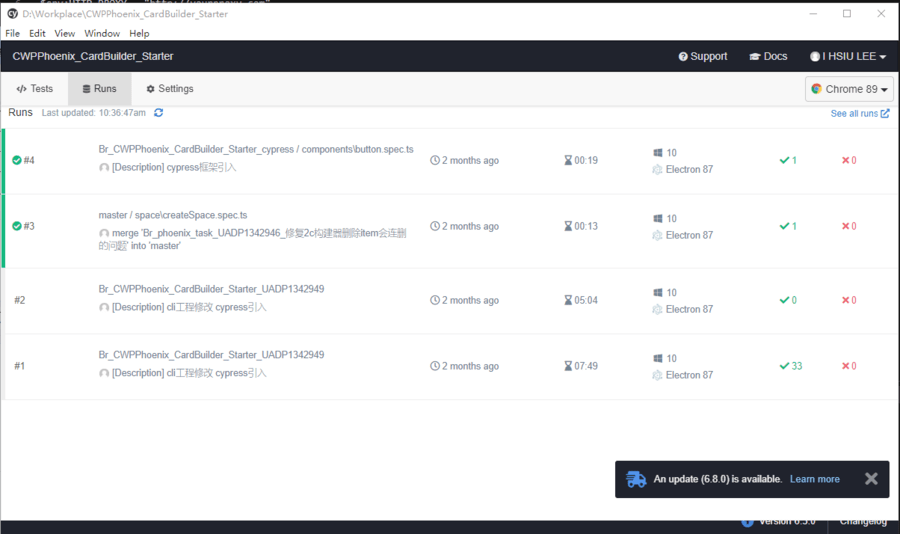 D:\Workplace\CWPPhoenix_CardBuilder_Starter
File Edit View Window Help
CWPPhoenix_CardBuilder_Starter Support Docs I HSIU LEE
</> Tests Runs Settings Chrome 89
Runs Last updated: 10:36:47am See all runs
#4 Br_CWPPhoenix_CardBuilder_Starter_cypress / components\button.spec.ts 2 months ago 00:19 10 1 0
[Description] cypress框架引入 Electron 87
#3 master / space\createSpace.spec.ts 2 months ago 00:13 10 1 0
merge 'Br_phoenix_task_UADP1342946_修复2c构建器删除item会连删 Electron 87
的问题' into 'master'
#2 Br_CWPPhoenix_CardBuilder_Starter_UADP1342949 2 months ago 05:04 10 0 0
[Description] cli工程修改 cypress引入 Electron 87
#1 Br_CWPPhoenix_CardBuilder_Starter_UADP1342949 2 months ago 07:49 10 33 0
[Description] cli工程修改 cypress引入 Electron 87
An update (6.8.0) is available. Learn more
Version 6.5.0 Changelog